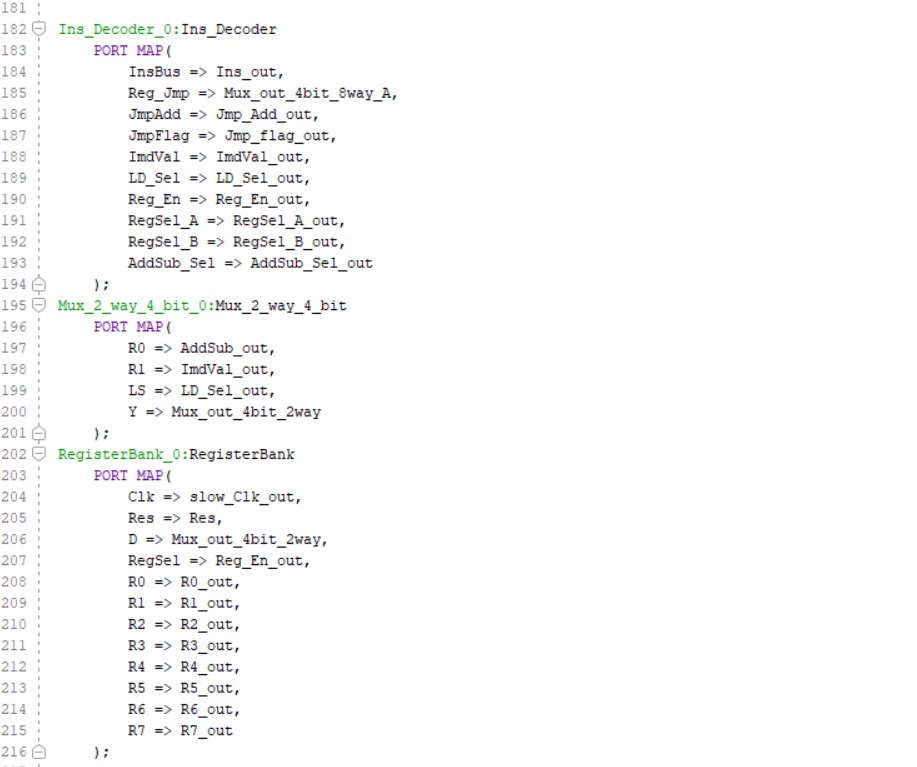 181
182 Ins_Decoder_0:Ins_Decoder
183 PORT MAP(
184 InsBus => Ins_out,
185 Reg_Jmp => Mux_out_4bit_8way_A,
186 JmpAdd => Jmp_Add_out,
187 JmpFlag => Jmp_flag_out,
188 ImdVal => ImdVal_out,
189 LD_Sel => LD_Sel_out,
190 Reg_En => Reg_En_out,
191 RegSel_A => RegSel_A_out,
192 RegSel_B => RegSel_B_out,
193 AddSub_Sel => AddSub_Sel_out
194 );
195 Mux_2_way_4_bit_0:Mux_2_way_4_bit
196 PORT MAP(
197 R0 => AddSub_out,
198 R1 => ImdVal_out,
199 LS => LD_Sel_out,
200 Y => Mux_out_4bit_2way
201 );
202 RegisterBank_0:RegisterBank
203 PORT MAP(
204 Clk => slow_Clk_out,
205 Res => Res,
206 D => Mux_out_4bit_2way,
207 RegSel => Reg_En_out,
208 R0 => R0_out,
209 R1 => R1_out,
210 R2 => R2_out,
211 R3 => R3_out,
212 R4 => R4_out,
213 R5 => R5_out,
214 R6 => R6_out,
215 R7 => R7_out
216 );